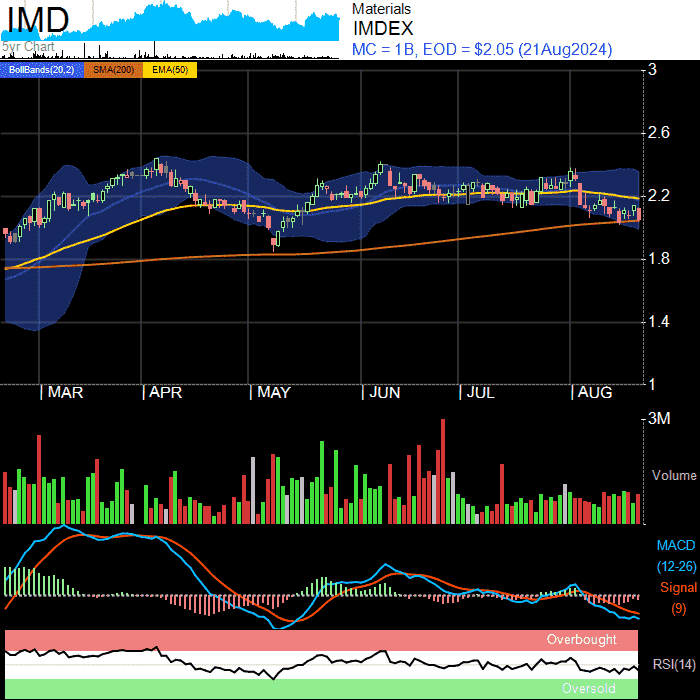 IMD
5yr Chart
Materials
IMDEX
MC = 1B, EOD = $2.05 (21Aug2024)
BollBands(20,2) SMA(200) EMA(50)
3
2.6
2.2
1.8
1.4
1
| MAR | APR | MAY | JUN | JUL | AUG
3M
Volume
MACD
(12-26)
Signal
(9)
Overbought
RSI(14)
Oversold